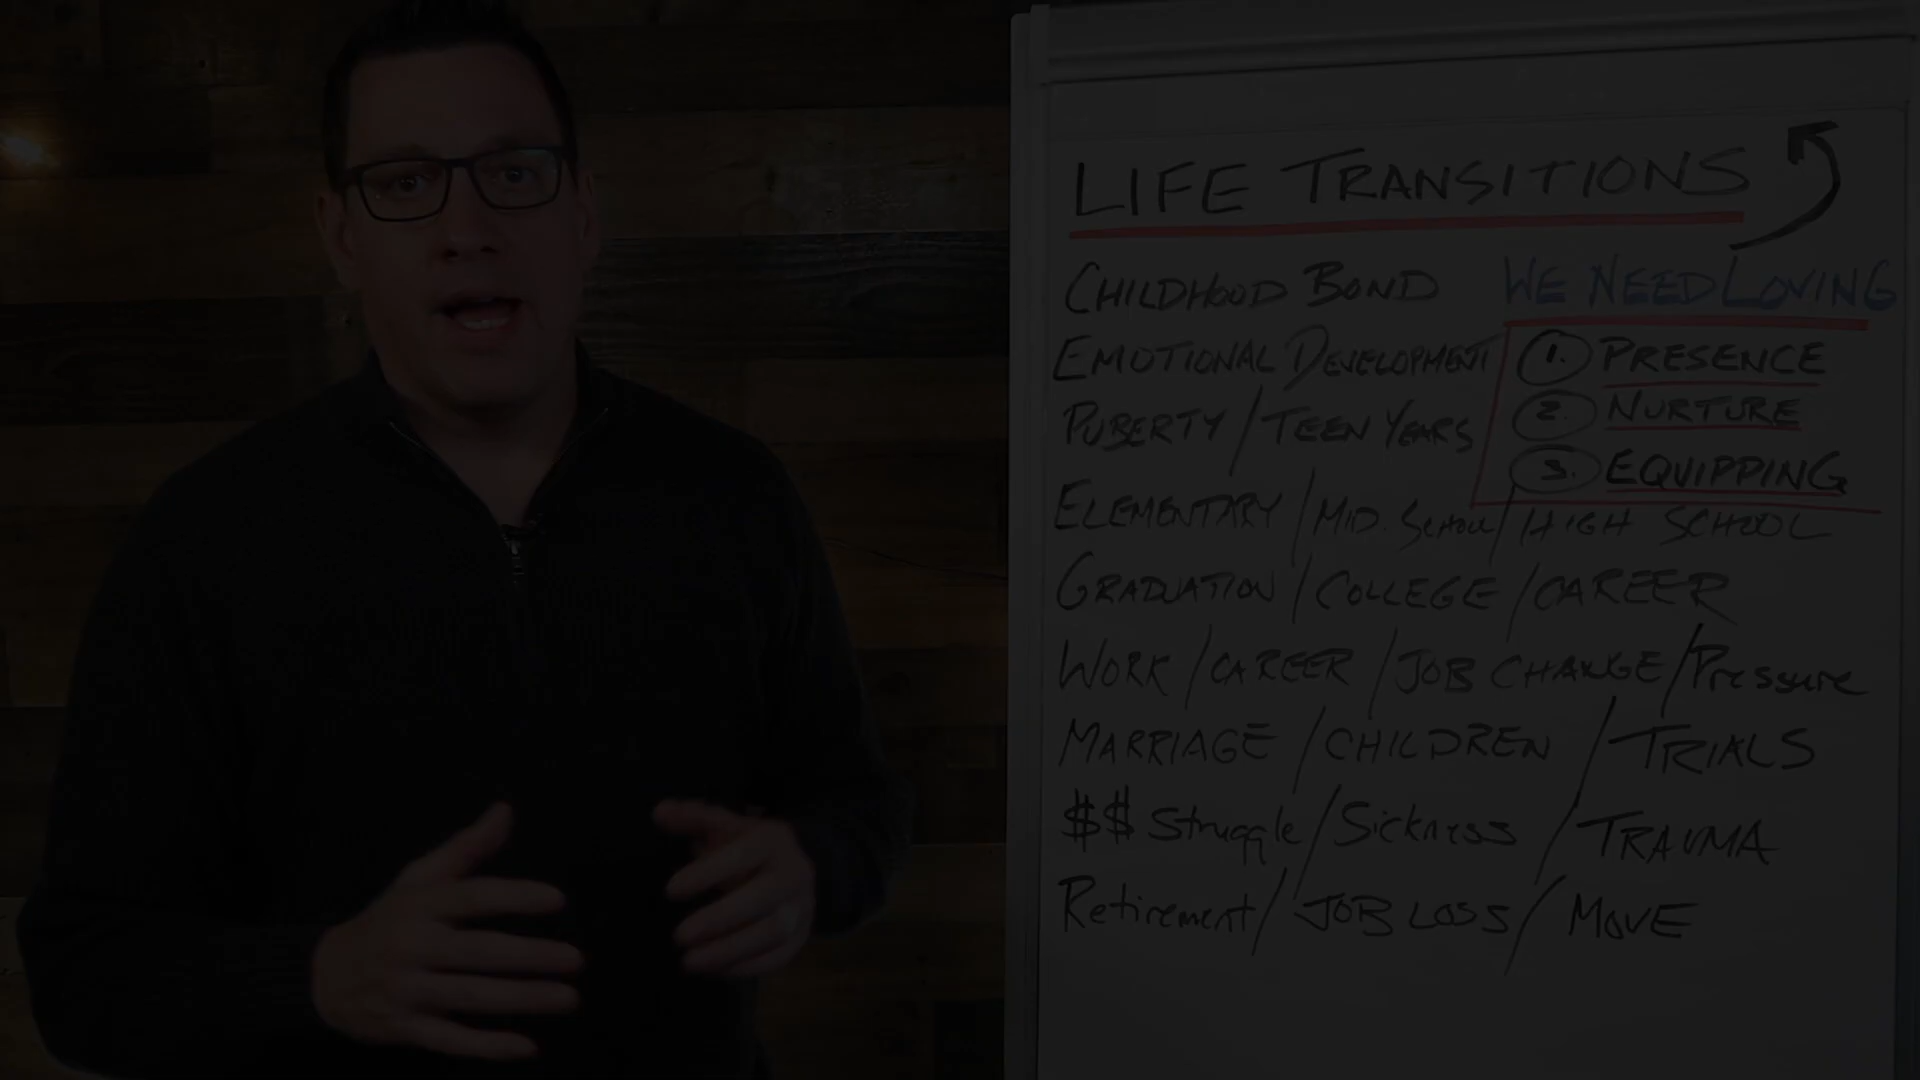 LIFE TRANSITIONS
CHILDHOOD BOND
WE NEED LOVING
EMOTIONAL DEVELOPMENT
1. PRESENCE
2. NURTURE
3. EQUIPPING
PUBERTY / TEEN YEARS
ELEMENTARY / MID. SCHOOL / HIGH SCHOOL
GRADUATION / COLLEGE / CAREER
WORK / CAREER / JOB CHANGE / Pressure
MARRIAGE / CHILDREN / TRIALS
$$ Struggle / Sickness / TRAUMA
Retirement / JOB LOSS / MOVE